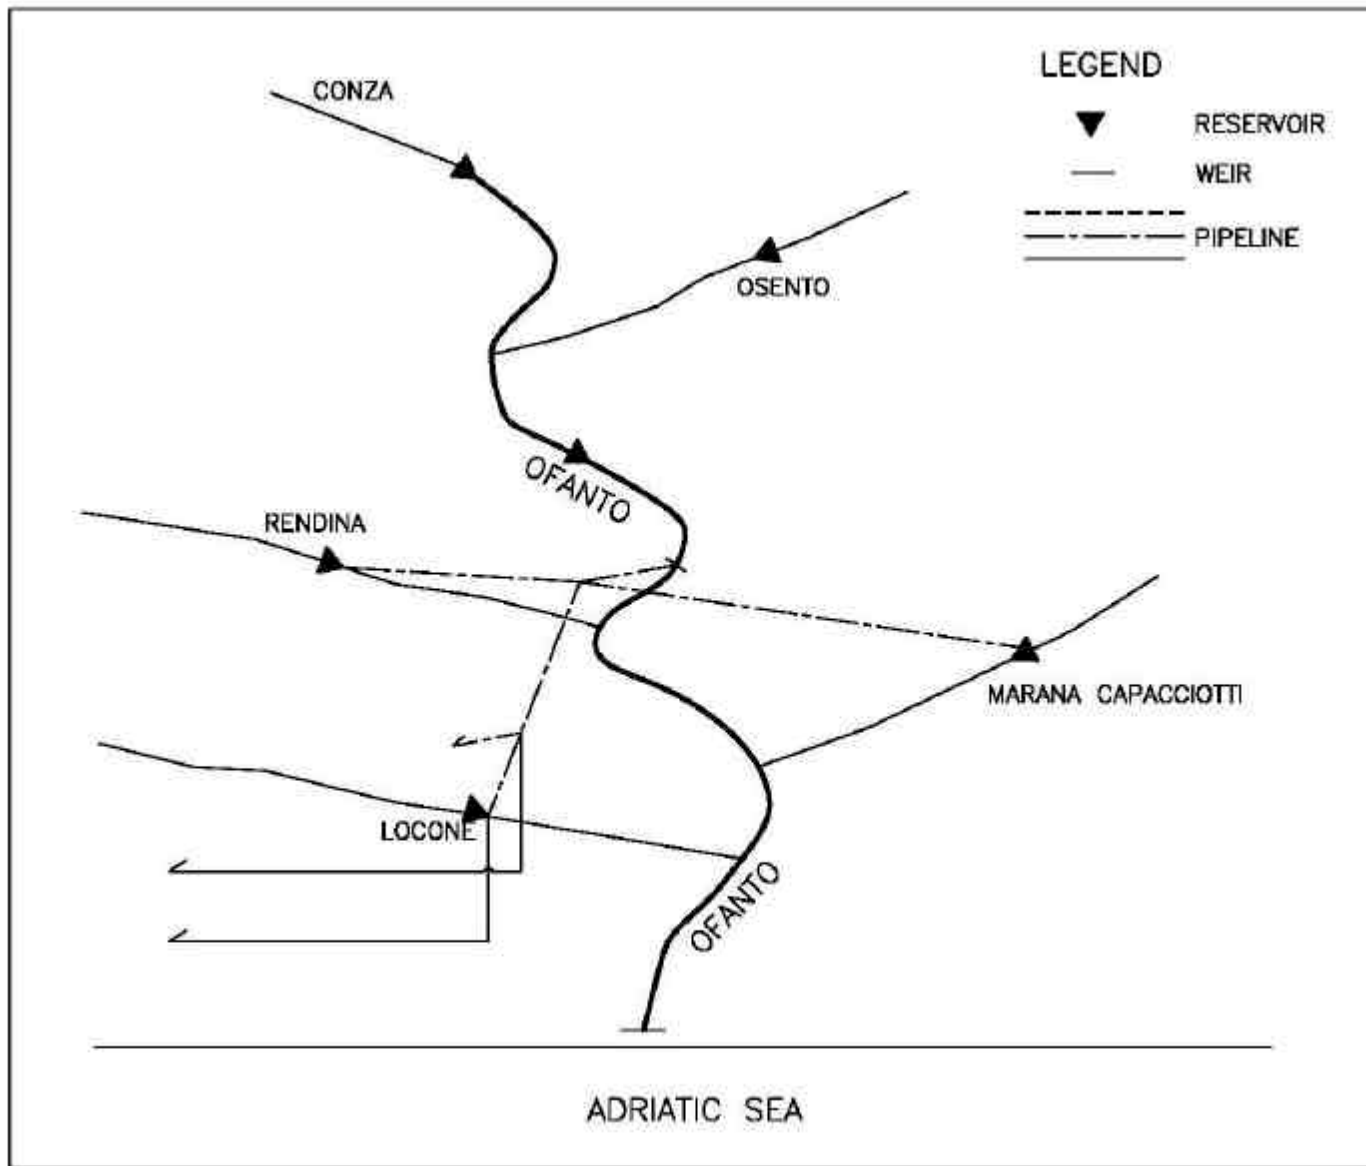 CONZA
LEGEND
RESERVOIR
WEIR
PIPELINE
OSENTO
OFANTO
RENDINA
MARANA CAPACCIOTTI
LOCONE
OFANTO
ADRIATIC SEA